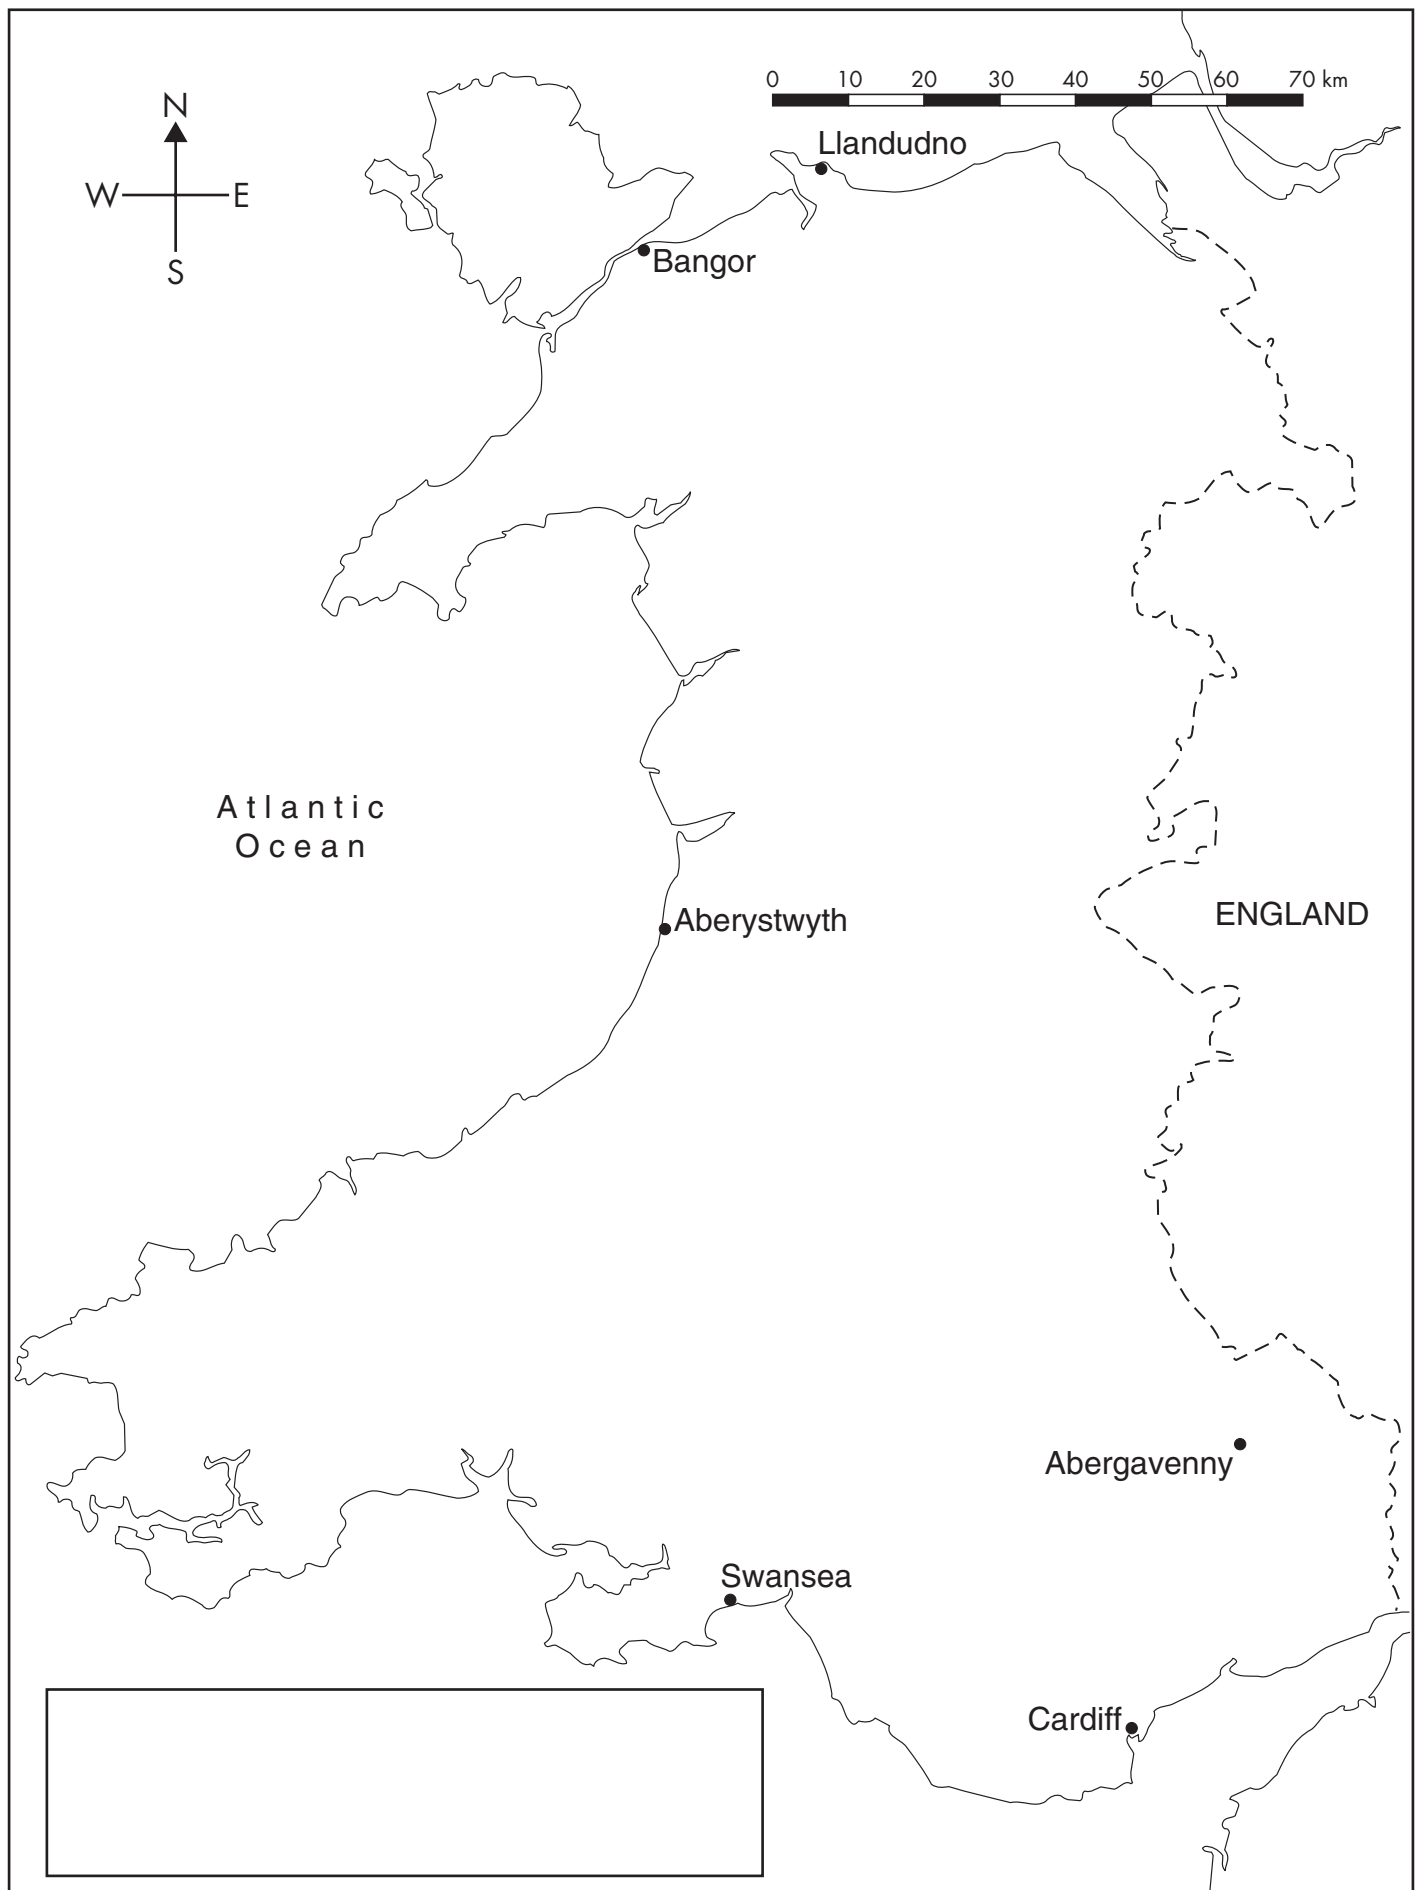 0 10 20 30 40 50 60 70 km
N
W E
S
Llandudno
Bangor
Atlantic
Ocean
Aberystwyth
ENGLAND
Abergavenny
Swansea
Cardiff